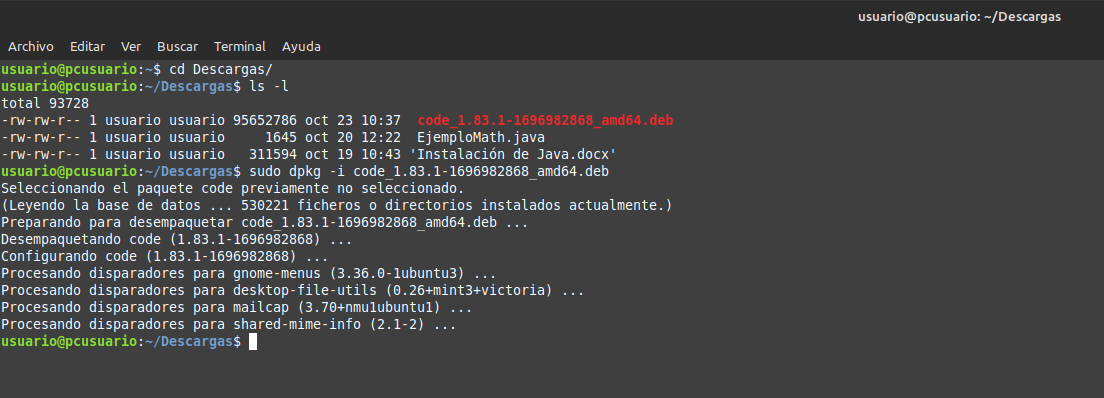 usuario@pcusuario: ~/Descargas
Archivo Editar Ver Buscar Terminal Ayuda
usuario@pcusuario:~$ cd Descargas/
usuario@pcusuario:~/Descargas$ ls -l
total 93728
-rw-rw-r-- 1 usuario usuario 95652786 oct 23 10:37  code_1.83.1-1696982868_amd64.deb
-rw-rw-r-- 1 usuario usuario     1645 oct 20 12:22  EjemploMath.java
-rw-rw-r-- 1 usuario usuario   311594 oct 19 10:43 'Instalación de Java.docx'
usuario@pcusuario:~/Descargas$ sudo dpkg -i code_1.83.1-1696982868_amd64.deb
Seleccionando el paquete code previamente no seleccionado.
(Leyendo la base de datos ... 530221 ficheros o directorios instalados actualmente.)
Preparando para desempaquetar code_1.83.1-1696982868_amd64.deb ...
Desempaquetando code (1.83.1-1696982868) ...
Configurando code (1.83.1-1696982868) ...
Procesando disparadores para gnome-menus (3.36.0-1ubuntu3) ...
Procesando disparadores para desktop-file-utils (0.26+mint3+victoria) ...
Procesando disparadores para mailcap (3.70+nmu1ubuntu1) ...
Procesando disparadores para shared-mime-info (2.1-2) ...
usuario@pcusuario:~/Descargas$